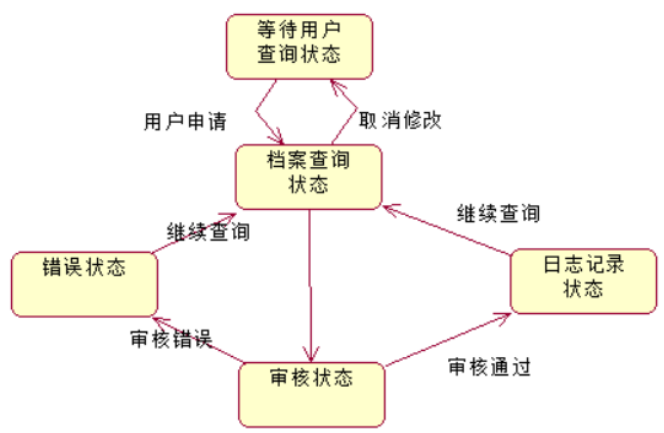 等待用户
查询状态
用户申请
取消修改
档案查询
状态
继续查询
继续查询
错误状态
日志记录
状态
审核错误
审核状态
审核通过